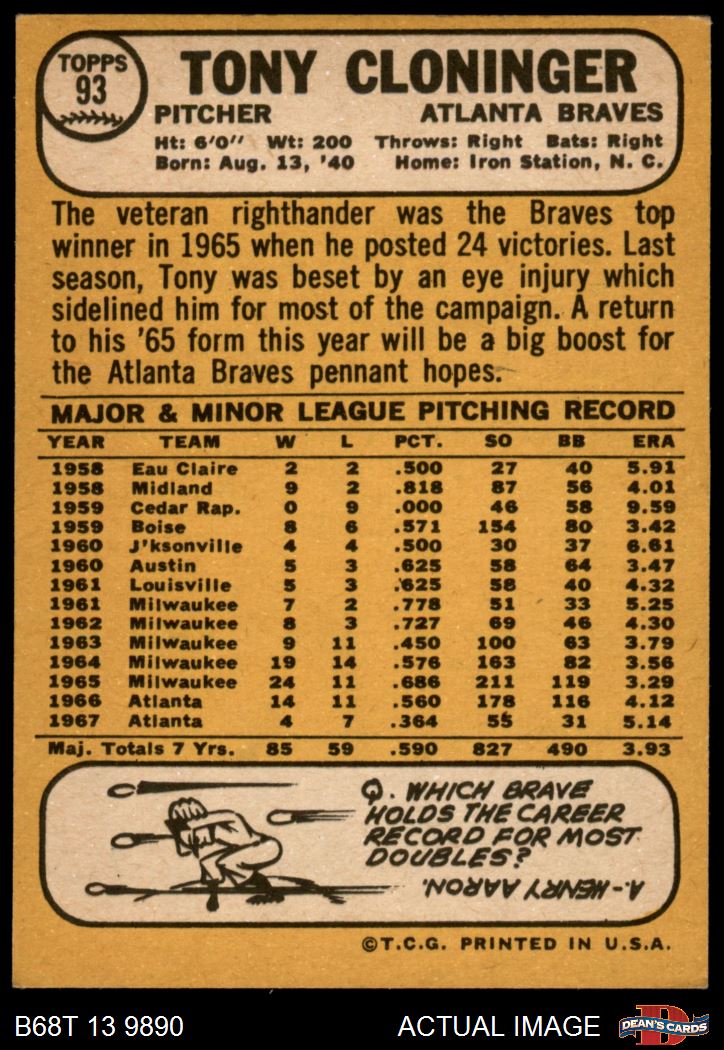 TOPPS
93
TONY CLONINGER
PITCHER ATLANTA BRAVES
Ht: 6'0" Wt: 200 Throws: Right Bats: Right
Born: Aug. 13, '40 Home: Iron Station, N. C.
The veteran righthander was the Braves top
winner in 1965 when he posted 24 victories. Last
season, Tony was beset by an eye injury which
sidelined him for most of the campaign. A return
to his '65 form this year will be a big boost for
the Atlanta Braves pennant hopes.
MAJOR & MINOR LEAGUE PITCHING RECORD
YEAR TEAM W L PCT. SO BB ERA
1958 Eau Claire 2 2 .500 27 40 5.91
1958 Midland 9 2 .818 87 56 4.01
1959 Cedar Rap. 0 9 .000 46 58 9.59
1959 Boise 8 6 .571 154 80 3.42
1960 J'ksonville 4 4 .500 30 37 6.61
1960 Austin 5 3 .625 58 64 3.47
1961 Louisville 5 3 .625 58 40 4.32
1961 Milwaukee 7 2 .778 51 33 5.25
1962 Milwaukee 8 3 .727 69 46 4.30
1963 Milwaukee 9 11 .450 100 63 3.79
1964 Milwaukee 19 14 .576 163 82 3.56
1965 Milwaukee 24 11 .686 211 119 3.29
1966 Atlanta 14 11 .560 178 116 4.12
1967 Atlanta 4 7 .364 55 31 5.14
Maj. Totals 7 Yrs. 85 59 .590 827 490 3.93
Q. WHICH BRAVE
HOLDS THE CAREER
RECORD FOR MOST
DOUBLES?
A-HENRY AARON.
©T.C.G. PRINTED IN U.S.A.
B68T 13 9890 ACTUAL IMAGE
D
DEAN'S CARDS